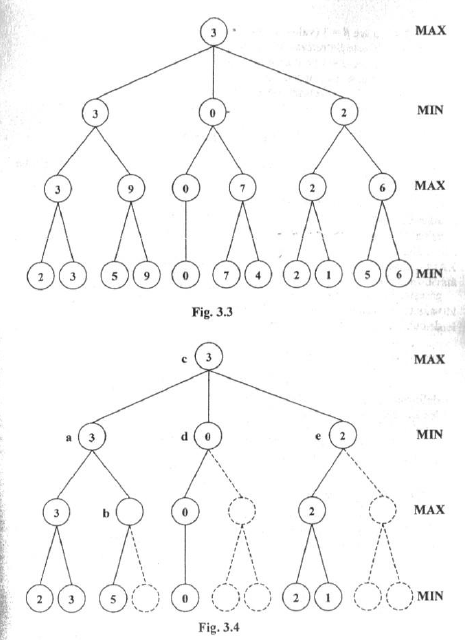 3 MAX
3 0 2 MIN
3 9 0 7 2 6 MAX
2 3 5 9 0 7 4 2 1 5 6 MIN
Fig. 3.3
c 3 MAX
a 3 d 0 e 2 MIN
3 b 0 2 MAX
2 3 5 0 2 1 MIN
Fig. 3.4